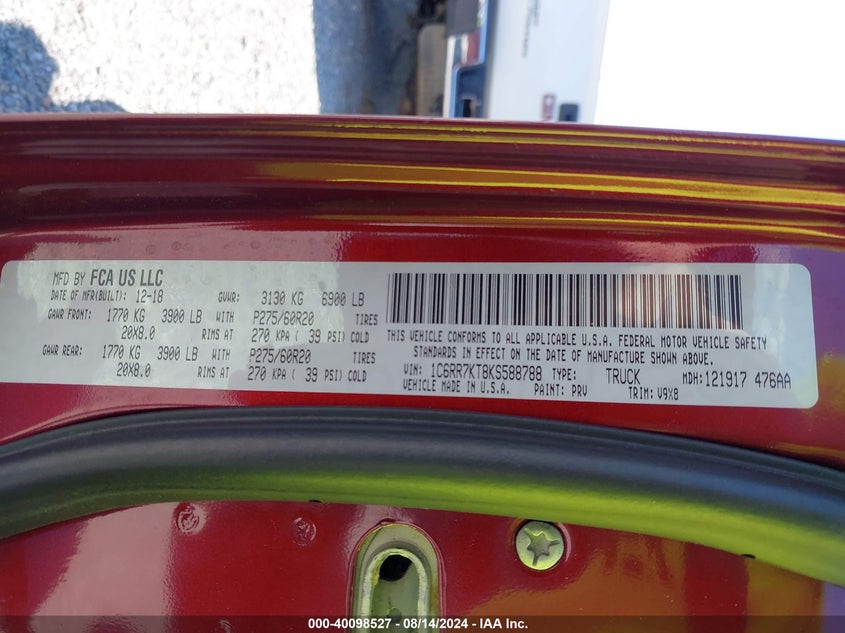 MFD BY FCA US LLC
DATE OF MFR(BUILT): 12-18 GVWR: 3130 KG 6900 LB
GAWR FRONT: 1770 KG 3900 LB WITH P275/60R20 TIRES
20X8.0 RIMS AT 270 KPA ( 39 PSI) COLD
GAWR REAR: 1770 KG 3900 LB WITH P275/60R20 TIRES
20X8.0 RIMS AT 270 KPA ( 39 PSI) COLD
THIS VEHICLE CONFORMS TO ALL APPLICABLE U.S.A. FEDERAL MOTOR VEHICLE SAFETY
STANDARDS IN EFFECT ON THE DATE OF MANUFACTURE SHOWN ABOVE.
VIN: 1C6RR7KT8KS588788 TYPE: TRUCK MDH: 121917 476AA
VEHICLE MADE IN U.S.A. PAINT: PRV TRIM: V9X8
000-40098527 - 08/14/2024 - IAA Inc.